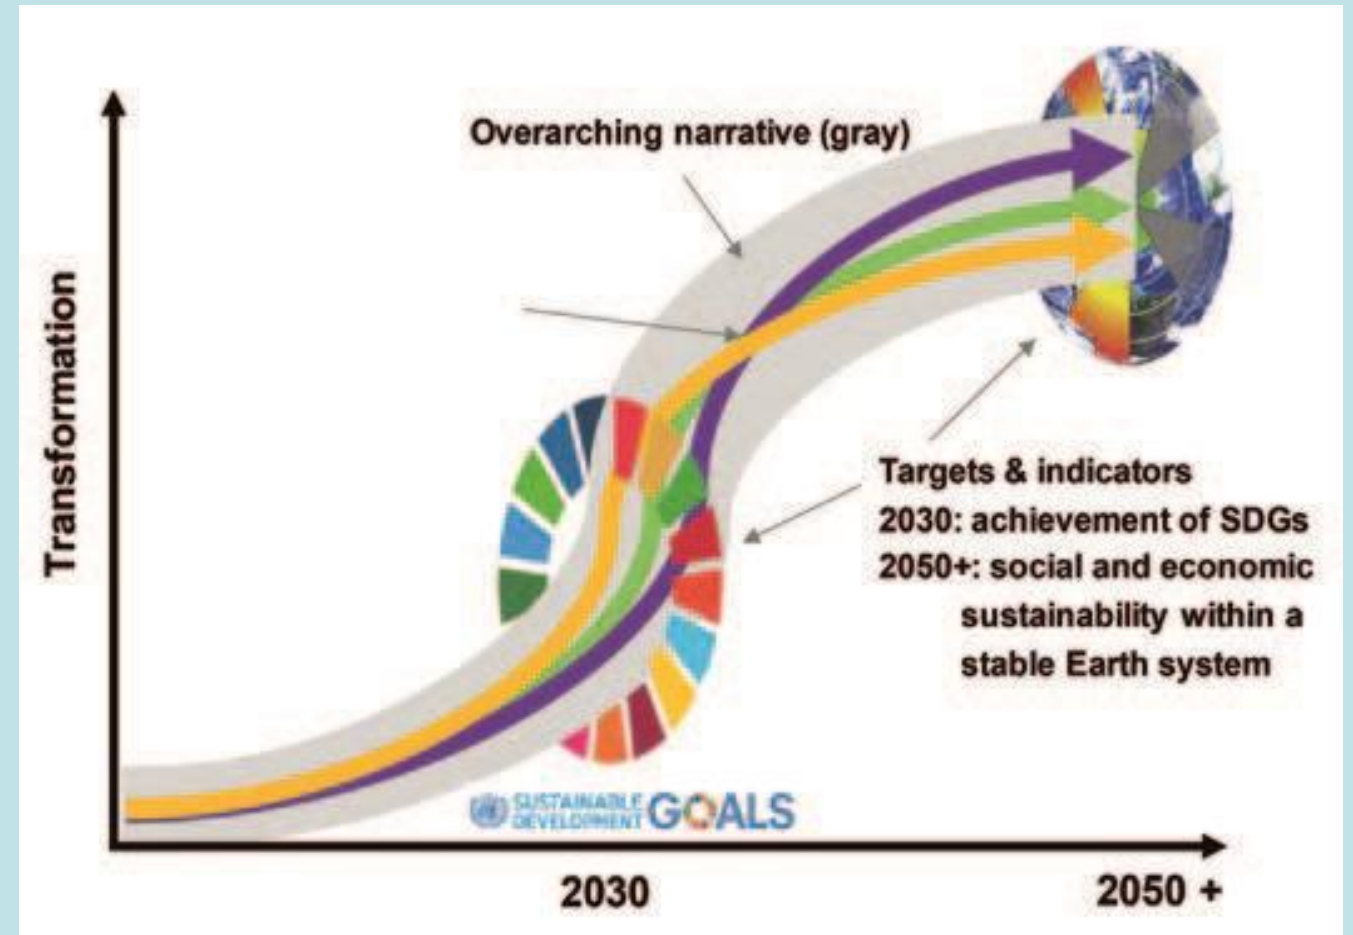 Overarching narrative (gray)
Transformation
Targets & indicators
2030: achievement of SDGs
2050+: social and economic
sustainability within a
stable Earth system
SUSTAINABLE
DEVELOPMENT GOALS
2030
2050 +